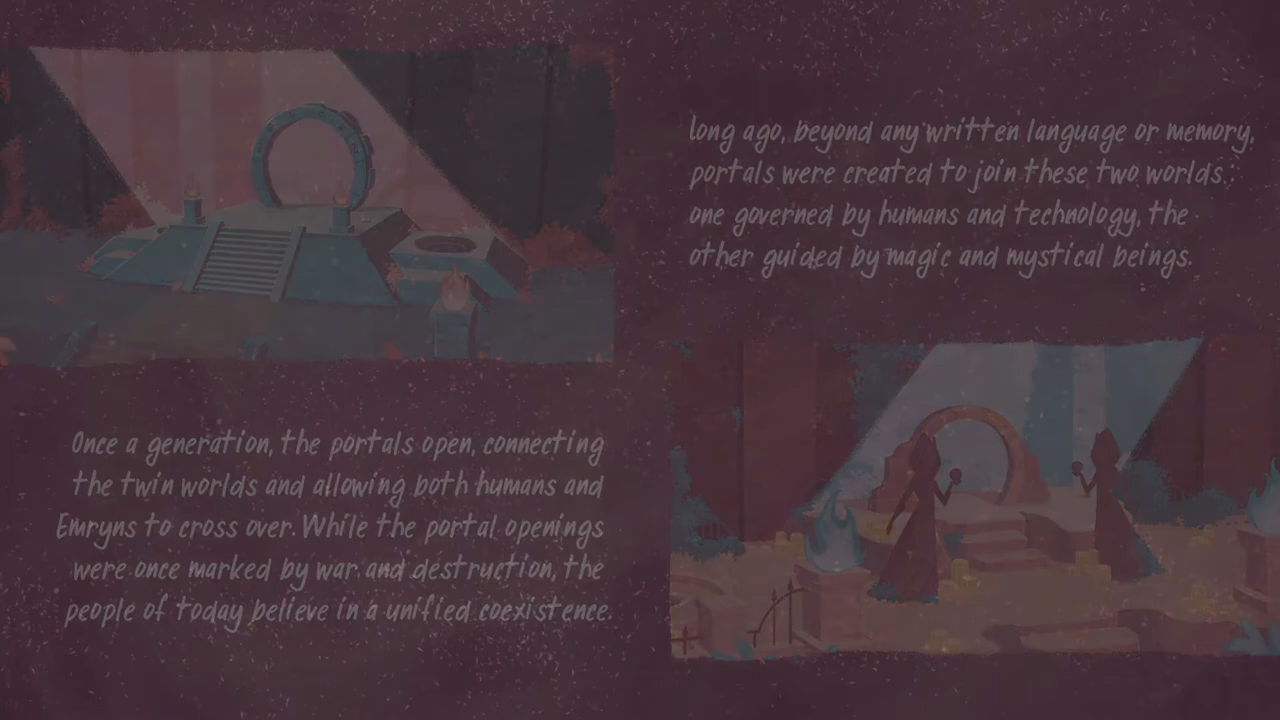 long ago, beyond any written language or memory,
portals were created to join these two worlds:
one governed by humans and technology, the
other guided by magic and mystical beings.
Once a generation, the portals open, connecting
the twin worlds and allowing both humans and
Emryns to cross over. While the portal openings
were once marked by war and destruction, the
people of today believe in a unified coexistence.